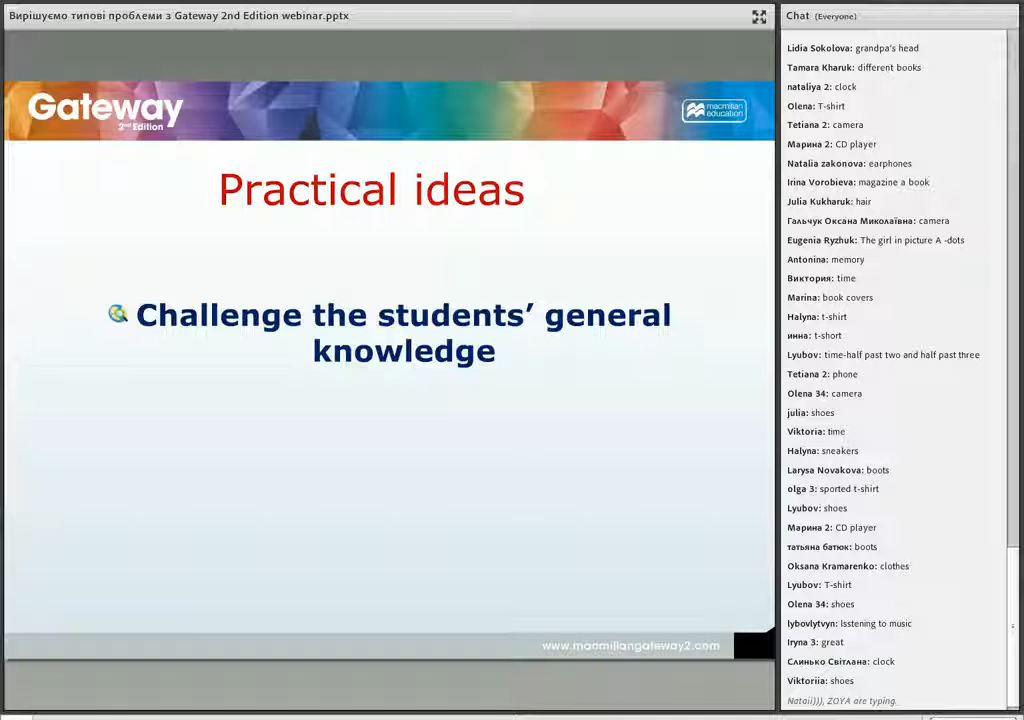 Вирішуємо типові проблеми з Gateway 2nd Edition webinar.pptx
Gateway
2nd Edition
macmillan
education
Practical ideas
Challenge the students’ general
knowledge
www.macmillangateway2.com
Chat (Everyone)
Lidia Sokolova: grandpa's head
Tamara Kharuk: different books
nataliya 2: clock
Olena: T-shirt
Tetiana 2: camera
Марина 2: CD player
Natalia zakonova: earphones
Irina Vorobieva: magazine a book
Julia Kukharuk: hair
Гальчук Оксана Миколаївна: camera
Eugenia Ryzhuk: The girl in picture A -dots
Antonina: memory
Виктория: time
Marina: book covers
Halyna: t-shirt
инна: t-short
Lyubov: time-half past two and half past three
Tetiana 2: phone
Olena 34: camera
julia: shoes
Viktoria: time
Halyna: sneakers
Larysa Novakova: boots
olga 3: sported t-shirt
Lyubov: shoes
Марина 2: CD player
татьяна батюк: boots
Oksana Kramarenko: clothes
Lyubov: T-shirt
Olena 34: shoes
lybovlytvyn: lsstening to music
Iryna 3: great
Слинько Світлана: clock
Viktoriia: shoes
Nataii))), ZOYA are typing.